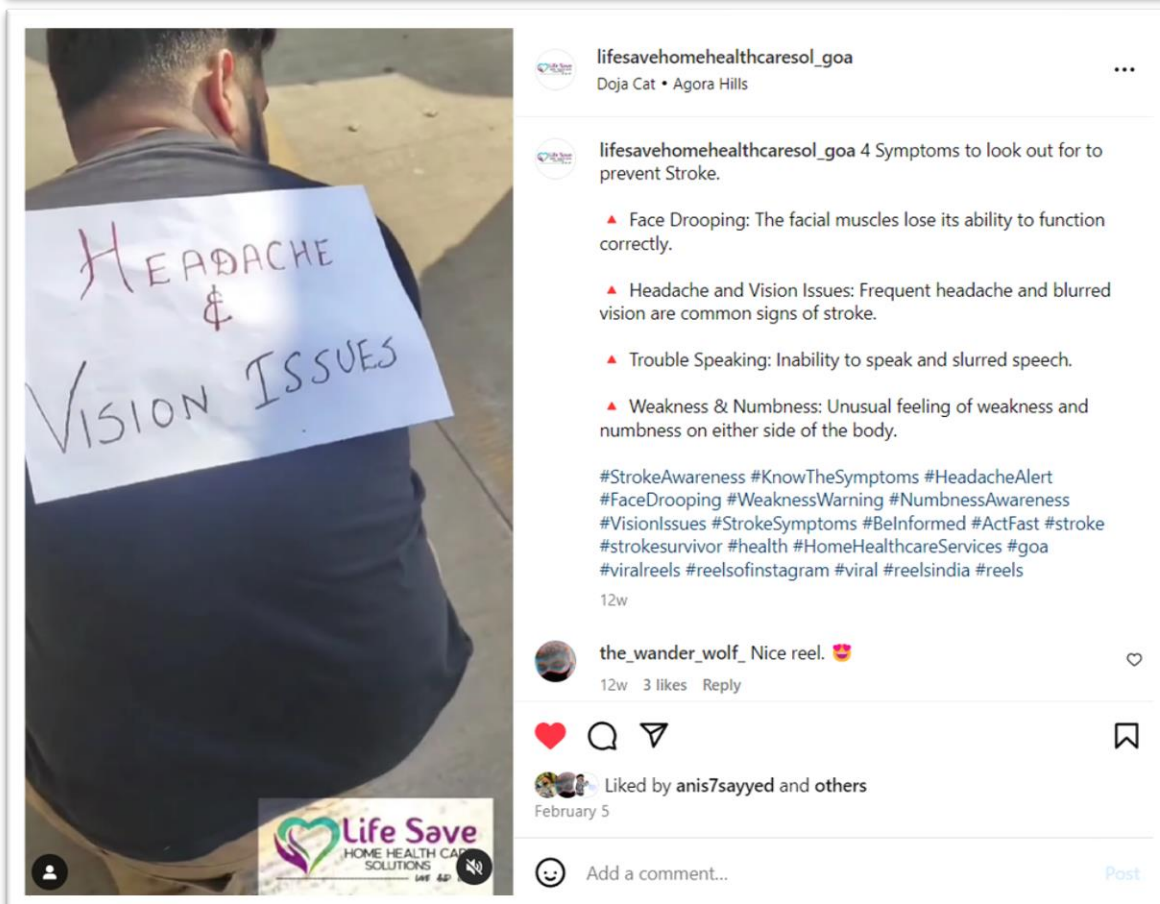 HEADACHE
&
VISION ISSUES
Life Save
HOME HEALTH CAR
SOLUTIONS
lifesavehomehealthcaresol_goa
Doja Cat • Agora Hills
lifesavehomehealthcaresol_goa 4 Symptoms to look out for to
prevent Stroke.
🔺 Face Drooping: The facial muscles lose its ability to function
correctly.
🔺 Headache and Vision Issues: Frequent headache and blurred
vision are common signs of stroke.
🔺 Trouble Speaking: Inability to speak and slurred speech.
🔺 Weakness & Numbness: Unusual feeling of weakness and
numbness on either side of the body.
#StrokeAwareness #KnowTheSymptoms #HeadacheAlert
#FaceDrooping #WeaknessWarning #NumbnessAwareness
#VisionIssues #StrokeSymptoms #BeInformed #ActFast #stroke
#strokesurvivor #health #HomeHealthcareServices #goa
#viralreels #reelsofinstagram #viral #reelsindia #reels
12w
the_wander_wolf_ Nice reel. 😍
12w 3 likes Reply
Liked by anis7sayyed and others
February 5
Add a comment... Post